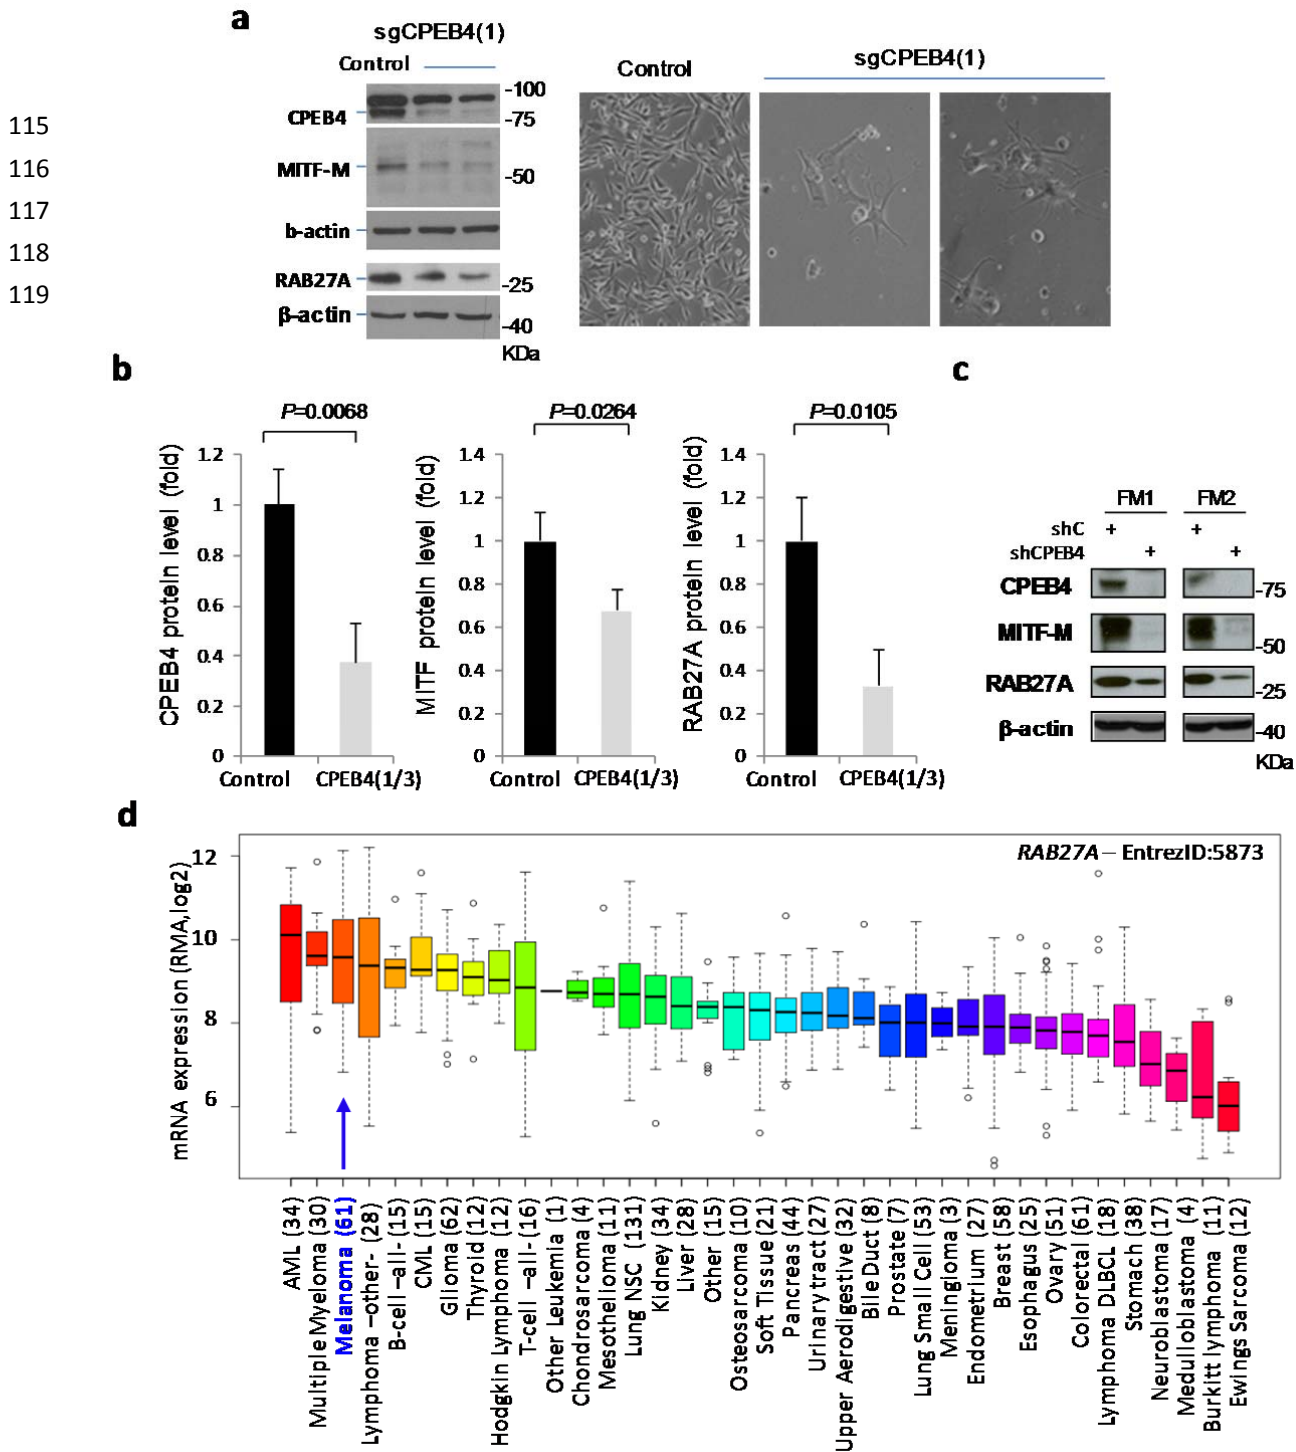 115
116
117
118
119
a
sgCPEB4(1)
Control
CPEB4
-100
-75
MITF-M
-50
b-actin
RAB27A
-25
β-actin
-40
KDa
Control
sgCPEB4(1)
b
P=0.0068
CPEB4 protein level (fold)
1.2
1
0.8
0.6
0.4
0.2
0
Control
CPEB4(1/3)
P=0.0264
MITF protein level (fold)
1.4
1.2
1
0.8
0.6
0.4
0.2
0
Control
CPEB4(1/3)
P=0.0105
RAB27A protein level (fold)
1.4
1.2
1
0.8
0.6
0.4
0.2
0
Control
CPEB4(1/3)
c
FM1
FM2
shC + +
shCPEB4 + +
CPEB4 -75
MITF-M -50
RAB27A -25
β-actin -40
KDa
d
mRNA expression (RMA,log2)
12
10
8
6
RAB27A – EntrezID:5873
AML (34)
Multiple Myeloma (30)
Melanoma (61)
Lymphoma –other- (28)
B-cell –all- (15)
CML (15)
Glioma (62)
Thyroid (12)
Hodgkin Lymphoma (12)
T-cell –all- (16)
Other Leukemia (1)
Chondrosarcoma (4)
Mesothelioma (11)
Lung NSC (131)
Kidney (34)
Liver (28)
Other (15)
Osteosarcoma (10)
Soft Tissue (21)
Pancreas (44)
Urinary tract (27)
Upper Aerodigestive (32)
Bile Duct (8)
Prostate (7)
Lung Small Cell (53)
Meningioma (3)
Endometrium (27)
Breast (58)
Esophagus (25)
Ovary (51)
Colorectal (61)
Lymphoma DLBCL (18)
Stomach (38)
Neuroblastoma (17)
Medulloblastoma (4)
Burkitt lymphoma (11)
Ewings Sarcoma (12)